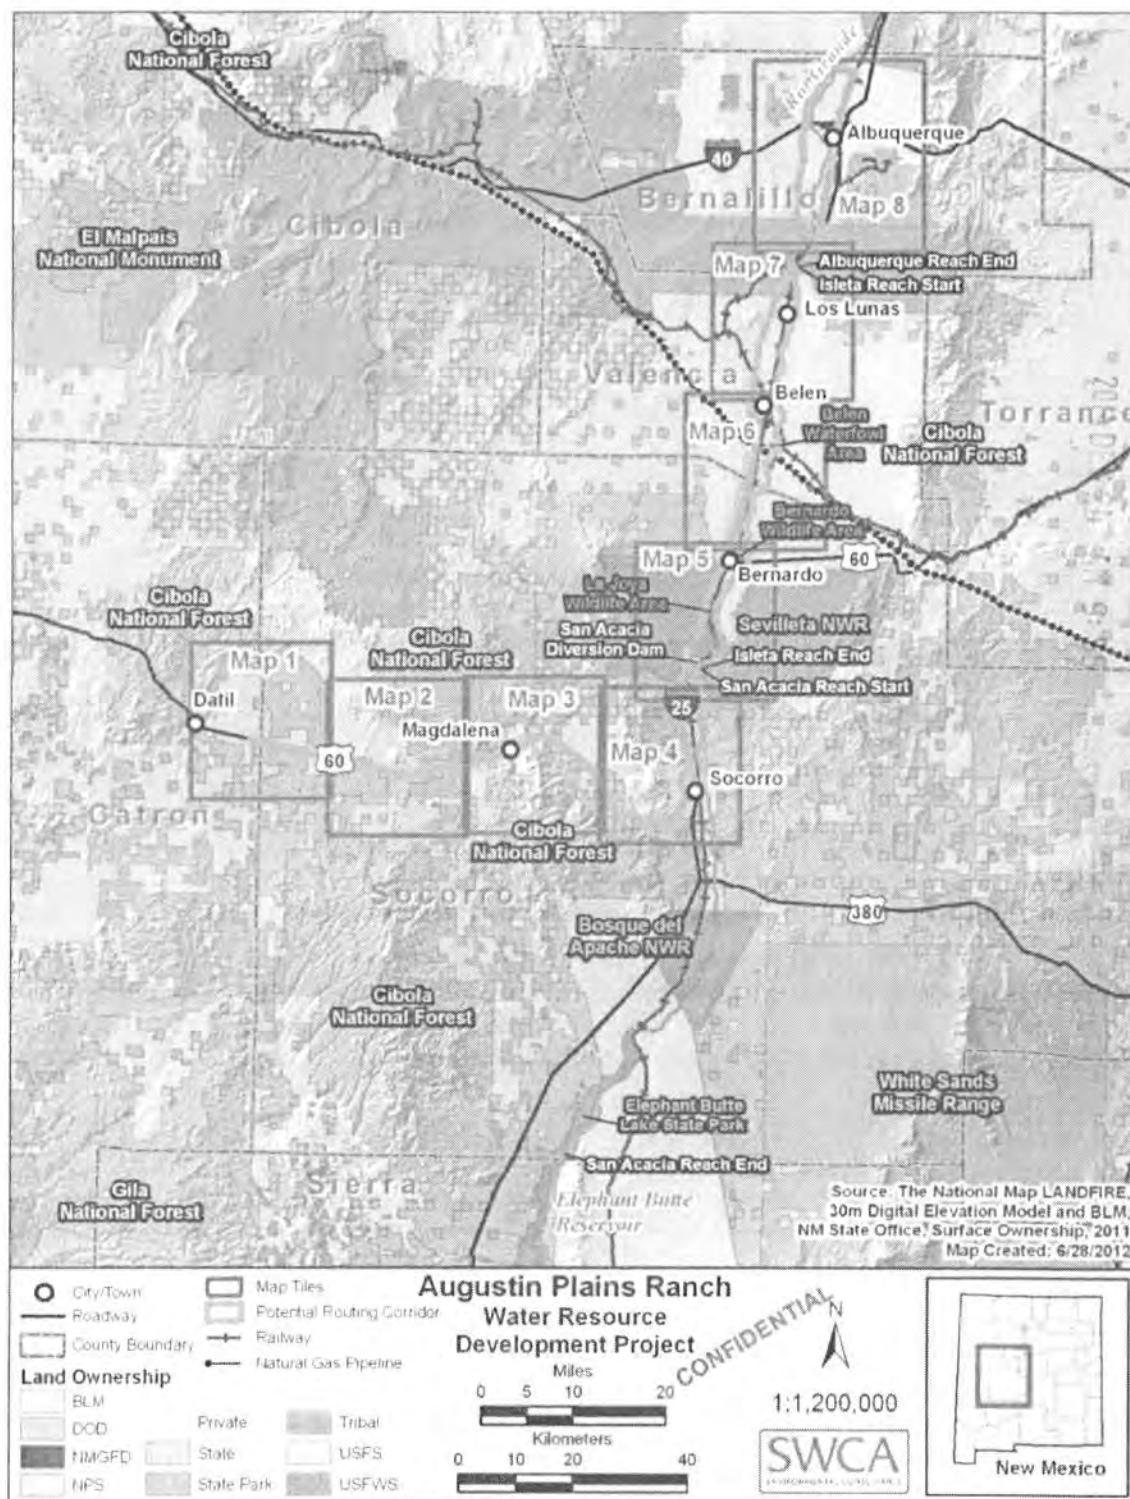 Cibola
National Forest
Rio Grande
Albuquerque
40
Bernalillo
Map 8
Cibola
El Malpais
National Monument
Map 7
Albuquerque Reach End
Isleta Reach Start
Los Lunas
Valencia
Belen
Torrance
Map 6
Belen
Waterfowl
Area
Cibola
National Forest
Bernardo
Wildlife Area
Map 5
60
Bernardo
La Joya
Wildlife Area
Cibola
National Forest
Cibola
National Forest
San Acacia
Diversion Dam
Sevilleta NWR
Isleta Reach End
San Acacia Reach Start
Map 1
Map 2
Map 3
Datil
25
Magdalena
Map 4
60
Socorro
Catron
Cibola
National Forest
Socorro
380
Bosque del
Apache NWR
Cibola
National Forest
White Sands
Missile Range
Elephant Butte
Lake State Park
San Acacia Reach End
Gila
National Forest
Sierra
Elephant Butte
Reservoir
Source: The National Map LANDFIRE,
30m Digital Elevation Model and BLM,
NM State Office, Surface Ownership, 2011
Map Created: 6/28/2012
City/Town
Roadway
County Boundary
Map Tiles
Potential Routing Corridor
Railway
Natural Gas Pipeline
Land Ownership
BLM
DOD
NMGFD
NPS
Private
State
State Park
Tribal
USFS
USFWS
Augustin Plains Ranch
Water Resource
Development Project
CONFIDENTIAL
Miles
0 5 10 20
Kilometers
0 10 20 40
N
1:1,200,000
SWCA
ENVIRONMENTAL CONSULTANTS
New Mexico